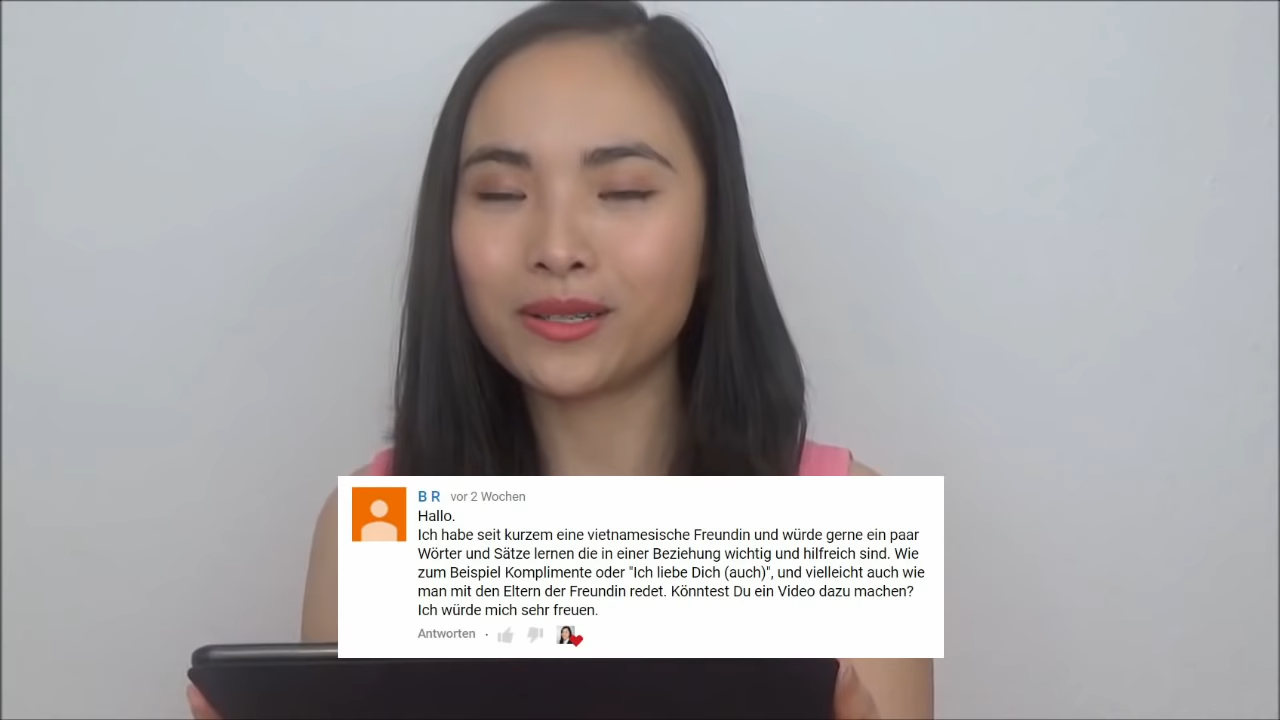 B R vor 2 Wochen
Hallo.
Ich habe seit kurzem eine vietnamesische Freundin und würde gerne ein paar
Wörter und Sätze lernen die in einer Beziehung wichtig und hilfreich sind. Wie
zum Beispiel Komplimente oder "Ich liebe Dich (auch)", und vielleicht auch wie
man mit den Eltern der Freundin redet. Könntest Du ein Video dazu machen?
Ich würde mich sehr freuen.
Antworten ·